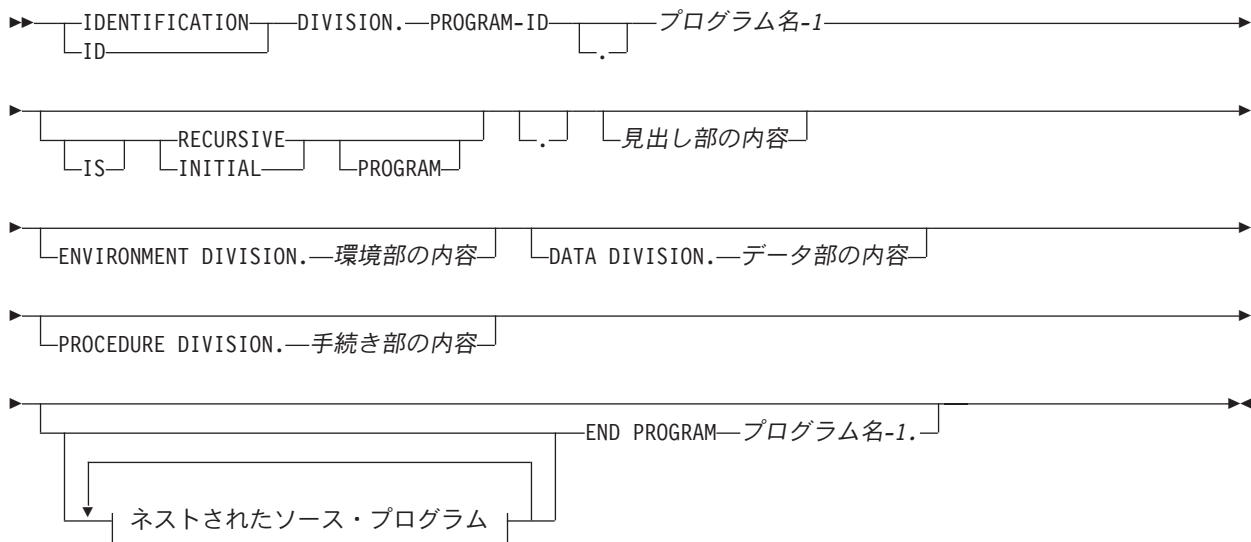 IDENTIFICATION DIVISION. PROGRAM-ID プログラム名-1
ID .
RECURSIVE . 見出し部の内容
IS INITIAL PROGRAM
ENVIRONMENT DIVISION. 環境部の内容 DATA DIVISION. データ部の内容
PROCEDURE DIVISION. 手続き部の内容
END PROGRAM プログラム名-1.
ネストされたソース・プログラム